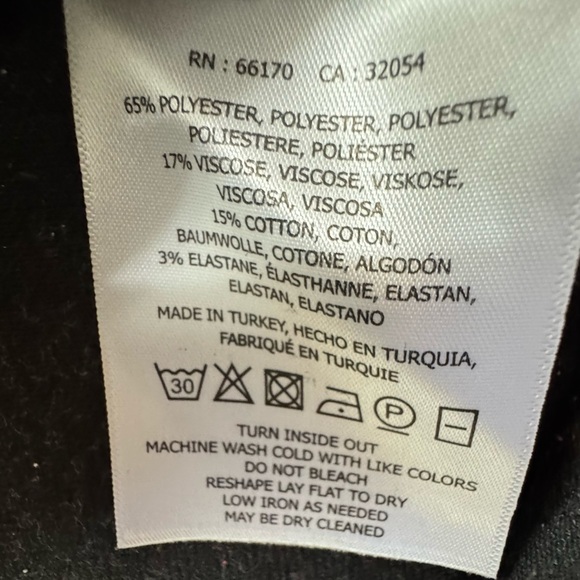 RN : 66170 CA : 32054
65% POLYESTER, POLYESTER, POLYESTER,
POLIESTERE, POLIÉSTER
17% VISCOSE, VISCOSE, VISKOSE,
VISCOSA, VISCOSA
15% COTTON, COTON,
BAUMWOLLE, COTONE, ALGODÓN
3% ELASTANE, ÉLASTHANNE, ELASTAN,
ELASTAN, ELASTANO
MADE IN TURKEY, HECHO EN TURQUIA,
FABRIQUÉ EN TURQUIE
30 P
TURN INSIDE OUT
MACHINE WASH COLD WITH LIKE COLORS
DO NOT BLEACH
RESHAPE LAY FLAT TO DRY
LOW IRON AS NEEDED
MAY BE DRY CLEANED